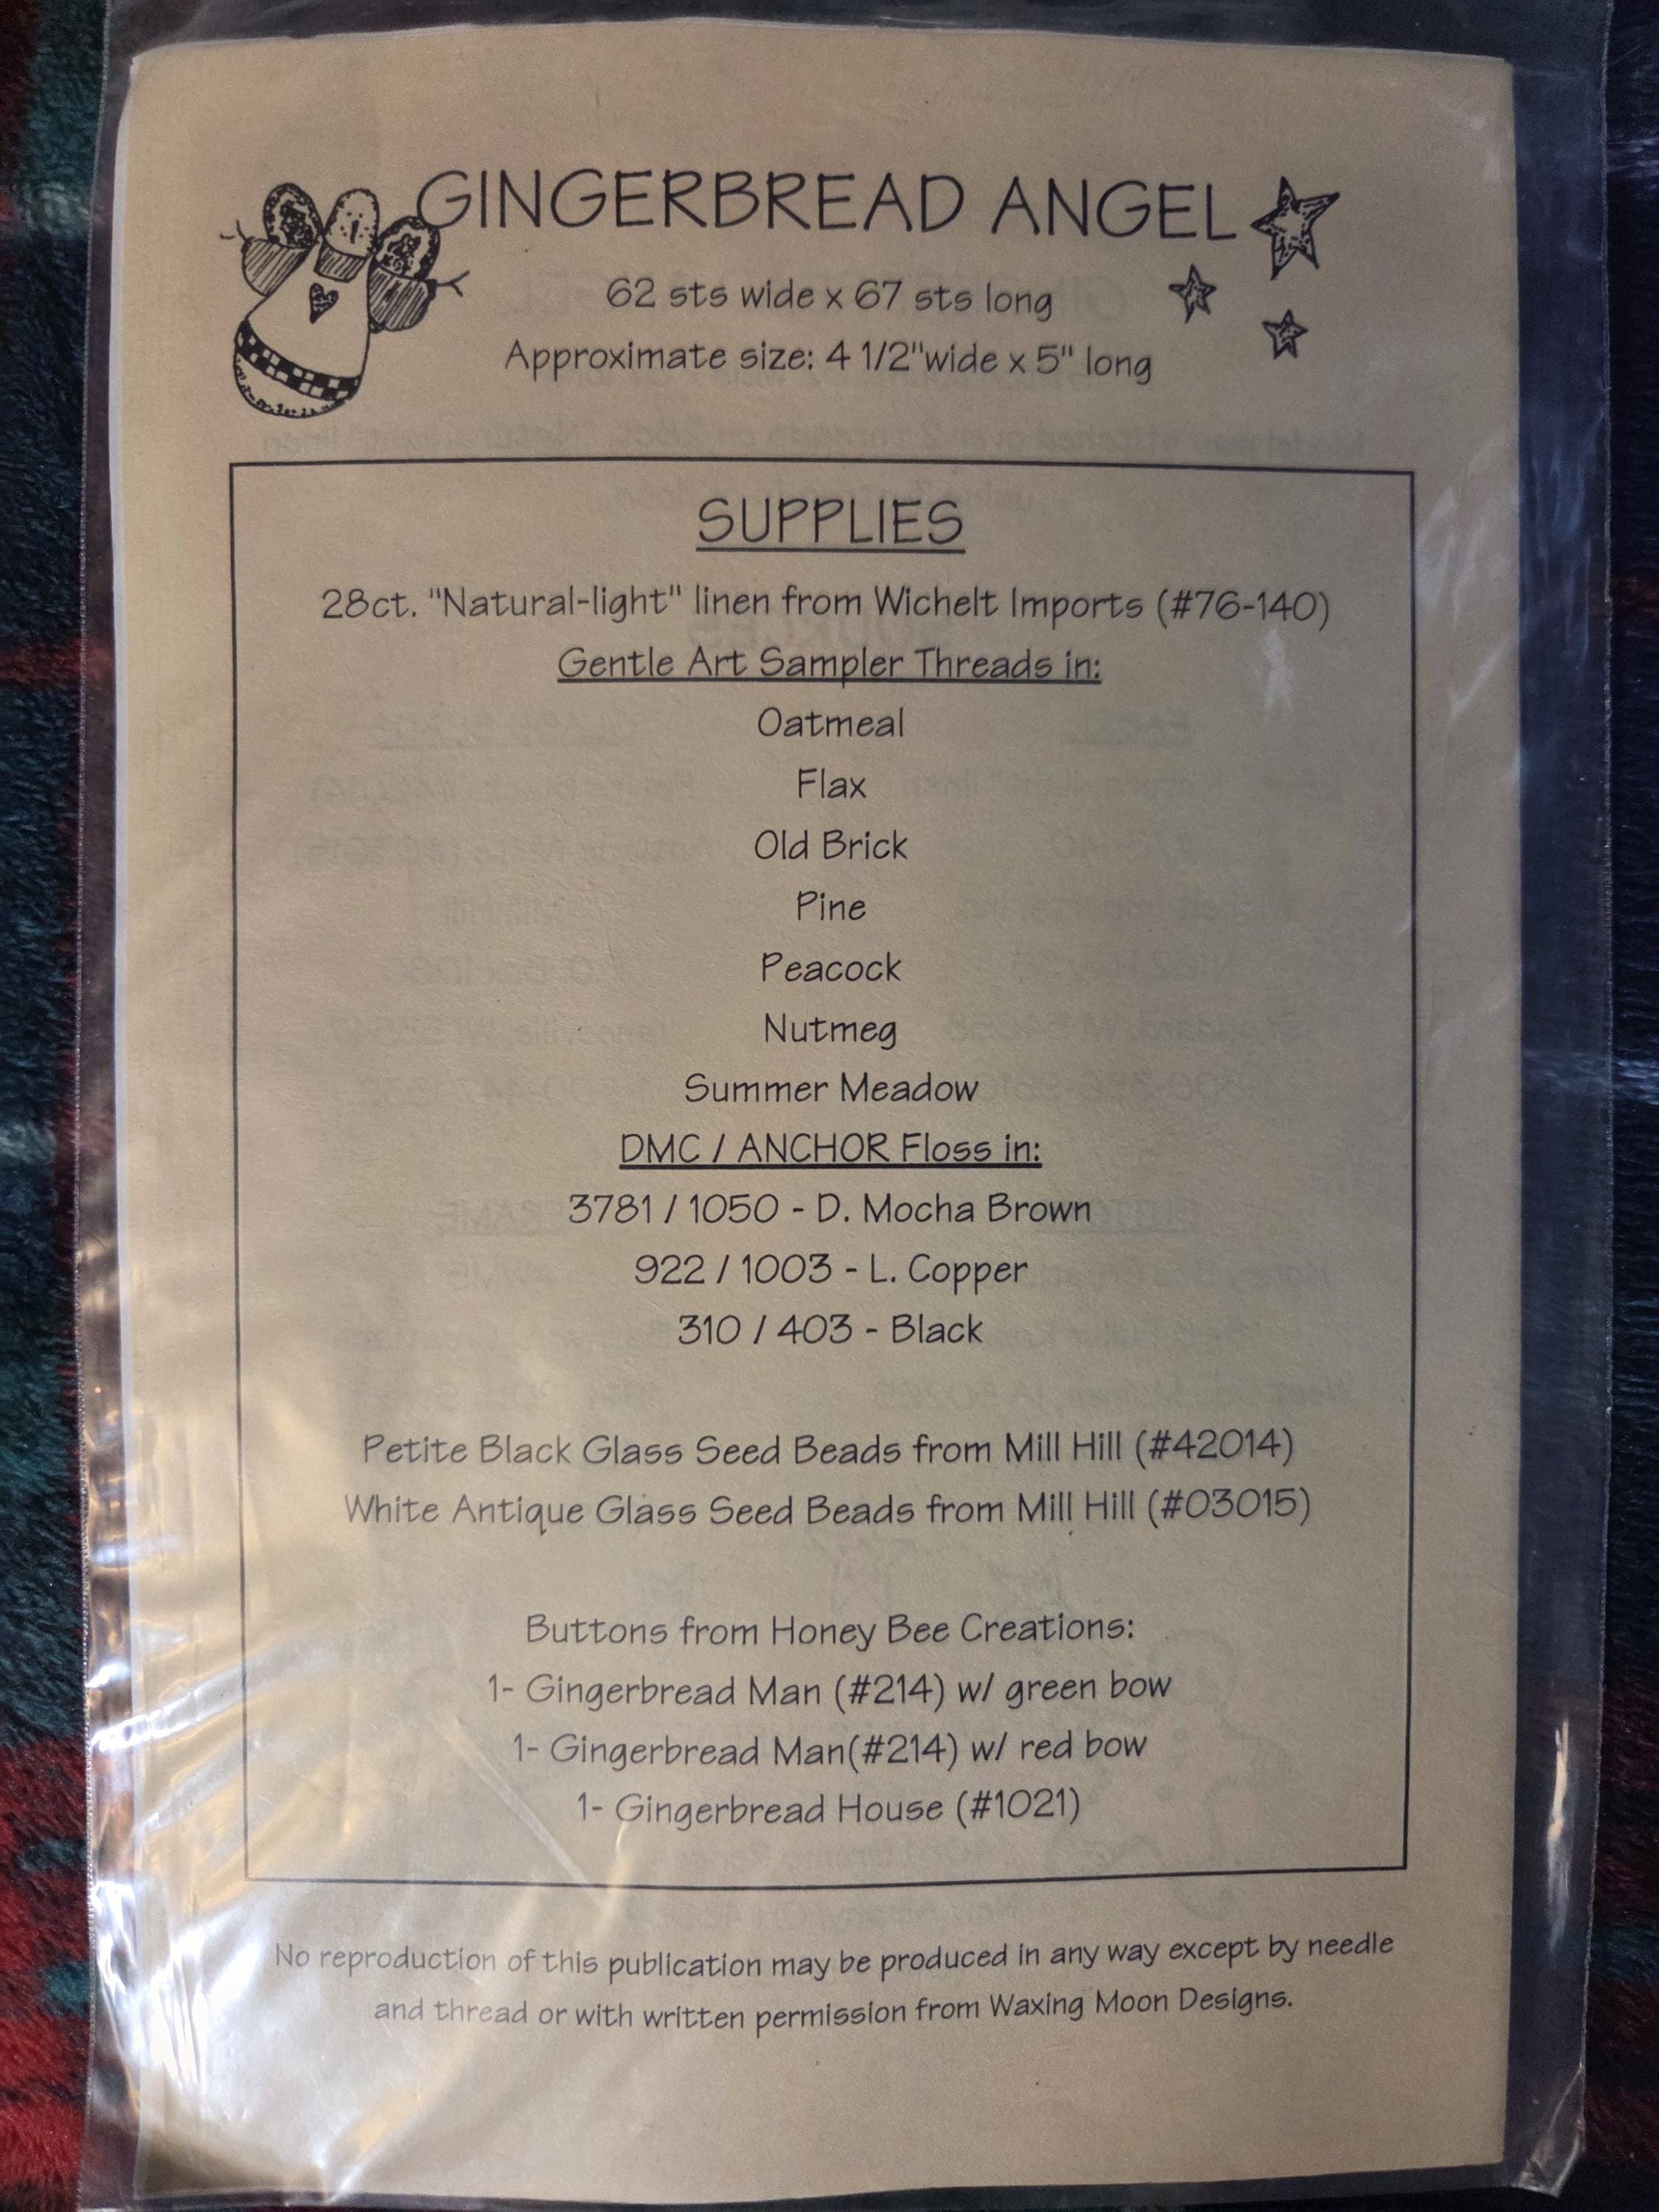 GINGERBREAD ANGEL
62 sts wide x 67 sts long
Approximate size: 4 1/2"wide x 5" long
SUPPLIES
28ct. "Natural-light" linen from Wichelt Imports (#76-140)
Gentle Art Sampler Threads in:
Oatmeal
Flax
Old Brick
Pine
Peacock
Nutmeg
Summer Meadow
DMC / ANCHOR Floss in:
3781 / 1050 - D. Mocha Brown
922 / 1003 - L. Copper
310 / 403 - Black
Petite Black Glass Seed Beads from Mill Hill (#42014)
White Antique Glass Seed Beads from Mill Hill (#03015)
Buttons from Honey Bee Creations:
1- Gingerbread Man (#214) w/ green bow
1- Gingerbread Man(#214) w/ red bow
1- Gingerbread House (#1021)
No reproduction of this publication may be produced in any way except by needle
and thread or with written permission from Waxing Moon Designs.